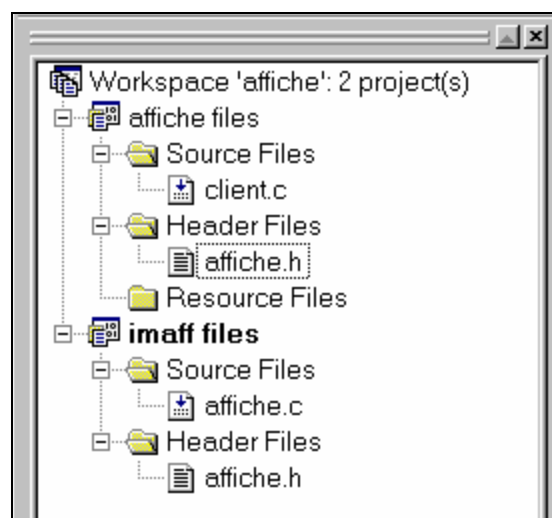 Workspace 'affiche': 2 project(s)
affiche files
Source Files
client.c
Header Files
affiche.h
Resource Files
imaff files
Source Files
affiche.c
Header Files
affiche.h